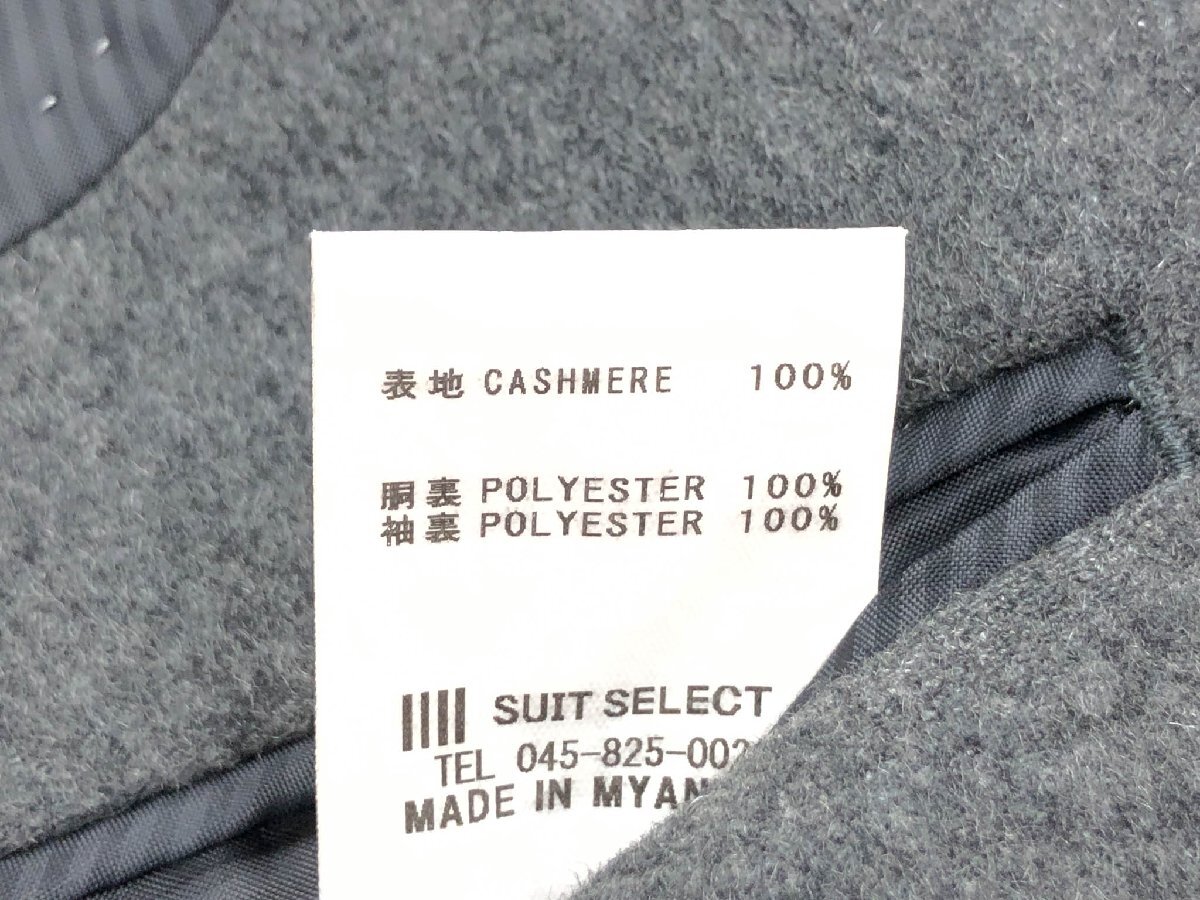 表地 CASHMERE 100%
胴裏 POLYESTER 100%
袖裏 POLYESTER 100%
SUIT SELECT
TEL 045-825-002
MADE IN MYAN